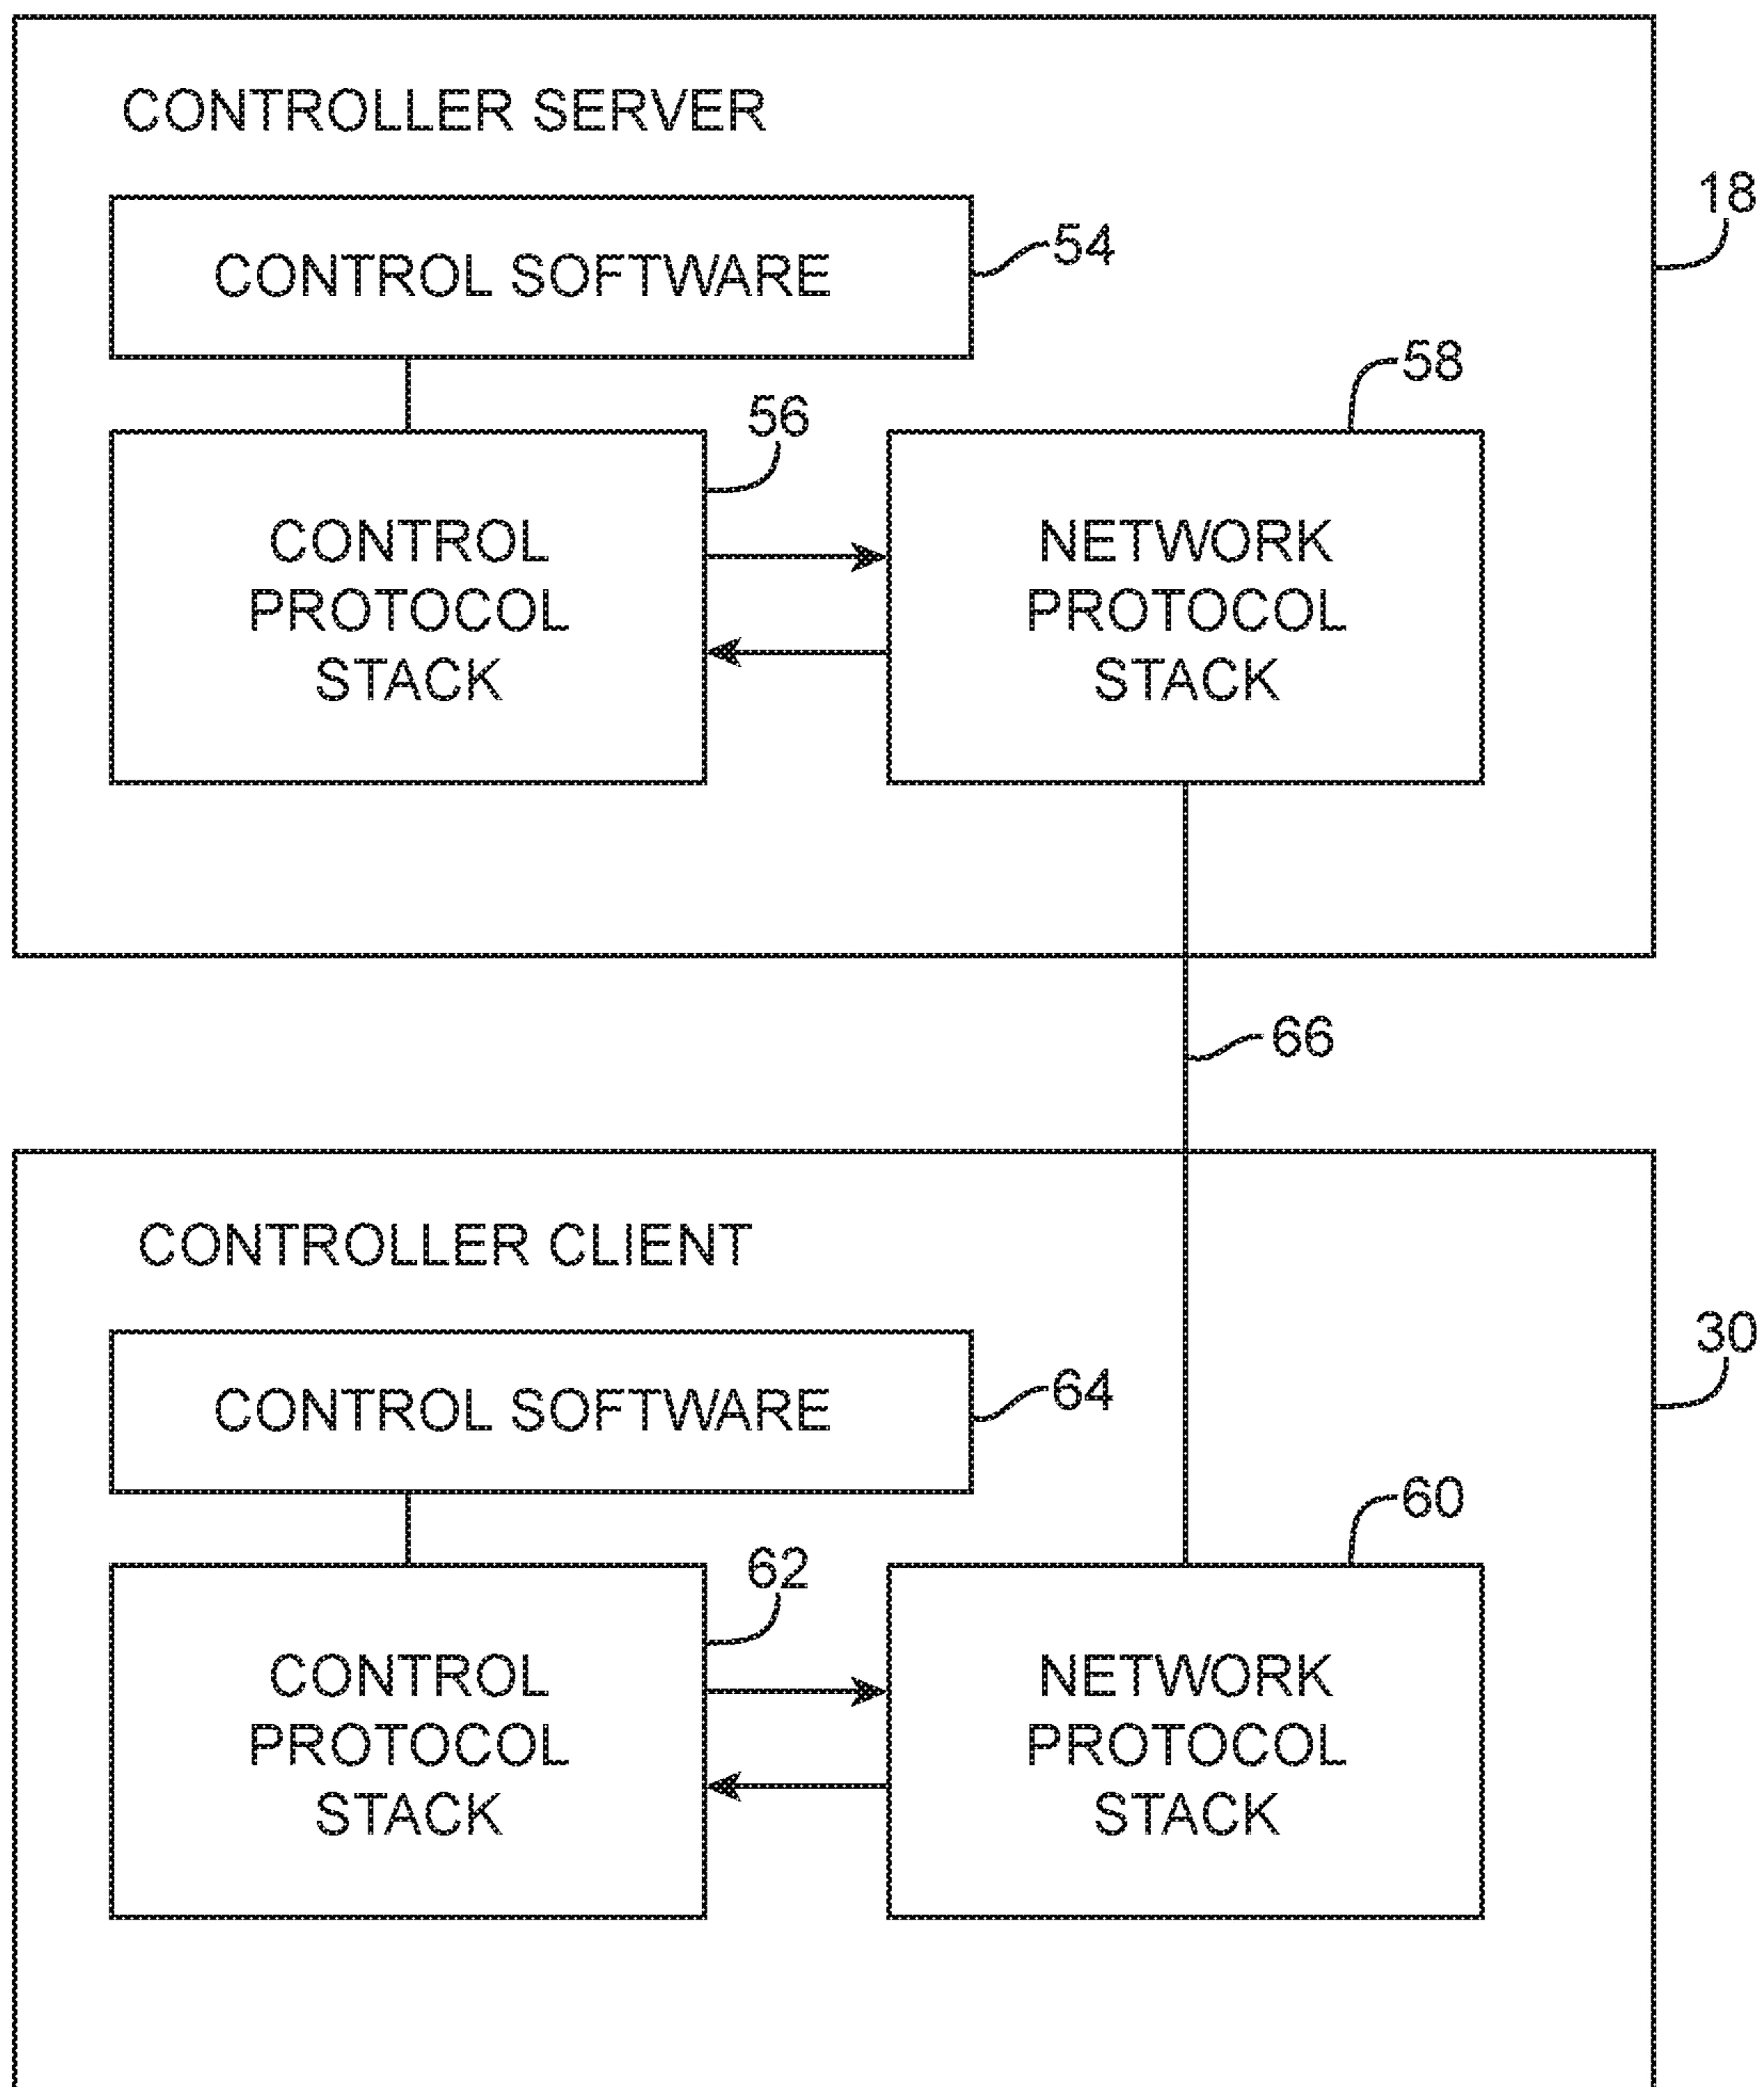 CONTROLLER SERVER
18
CONTROL SOFTWARE
54
58
56
CONTROL
PROTOCOL
STACK
NETWORK
PROTOCOL
STACK
66
CONTROLLER CLIENT
30
CONTROL SOFTWARE
64
60
62
CONTROL
PROTOCOL
STACK
NETWORK
PROTOCOL
STACK